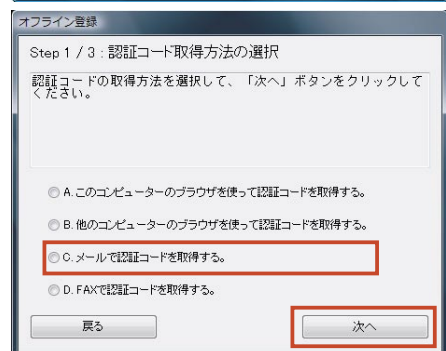 オフライン登録
Step 1 / 3 : 認証コード取得方法の選択
認証コードの取得方法を選択して、「次へ」ボタンをクリックして
ください。
A. このコンピューターのブラウザを使って認証コードを取得する。
B. 他のコンピューターのブラウザを使って認証コードを取得する。
C. メールで認証コードを取得する。
D. FAXで認証コードを取得する。
戻る
次へ